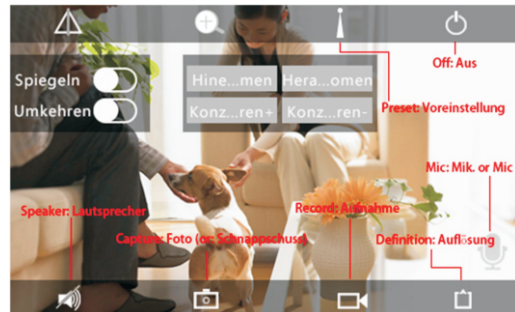 Off: Aus
Spiegeln
Hine...men
Hera...omen
Umkehren
Konz...ren+
Konz...ren-
Preset: Voreinstellung
Mic: Mik. or Mic
Speaker: Lautsprecher
Record: Aufnahme
Capture: Foto (or: Schnappschuss)
Definition: Auflösung